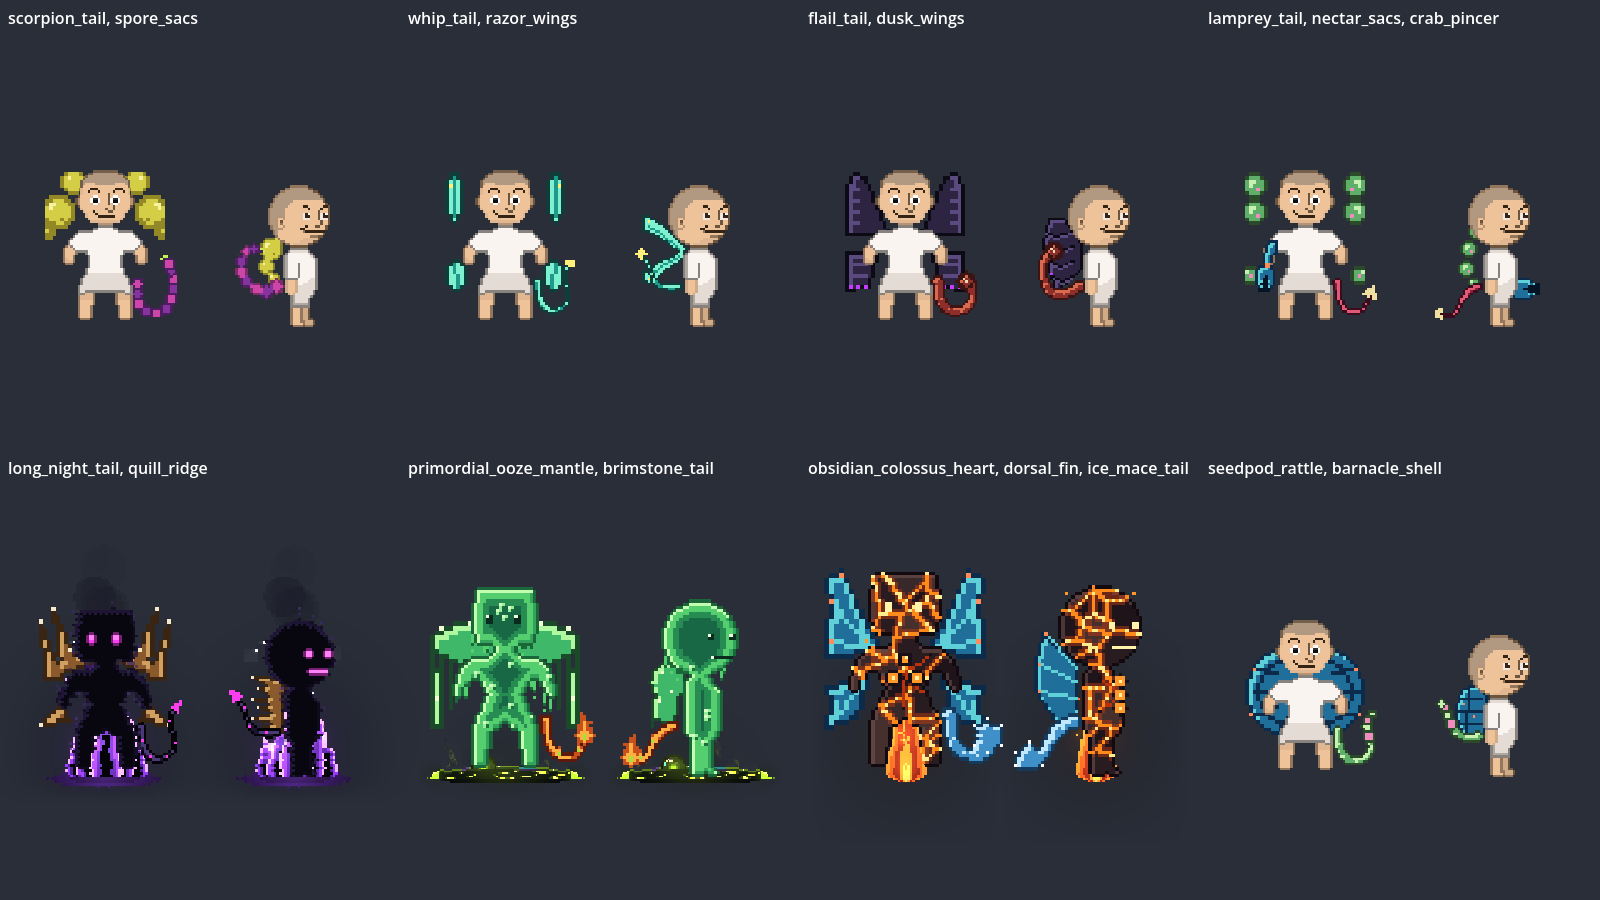 scorpion_tail, spore_sacs
whip_tail, razor_wings
flail_tail, dusk_wings
lamprey_tail, nectar_sacs, crab_pincer
long_night_tail, quill_ridge
primordial_ooze_mantle, brimstone_tail
obsidian_colossus_heart, dorsal_fin, ice_mace_tail
seedpod_rattle, barnacle_shell